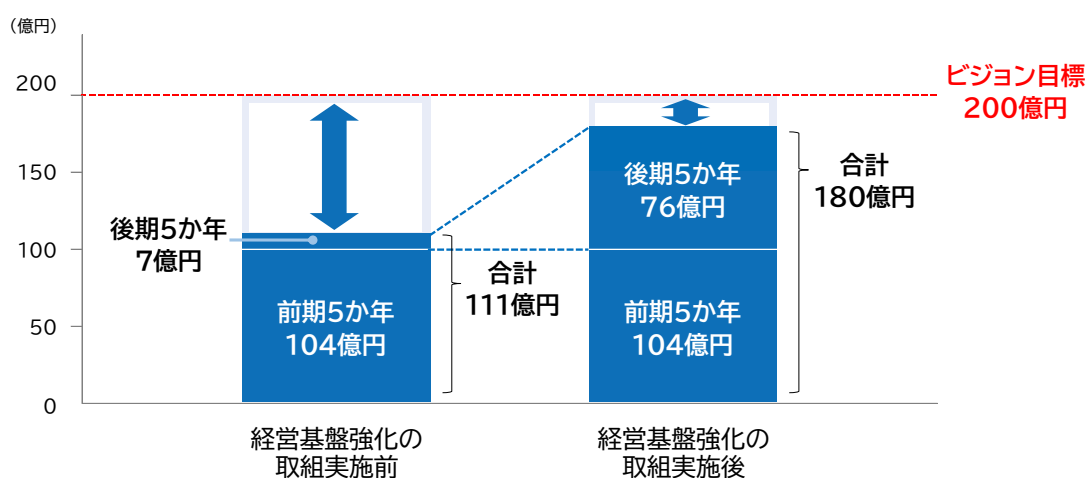 (億円)
200
150
100
50
0
ビジョン目標
200億円
後期5か年
7億円
前期5か年
104億円
合計
111億円
後期5か年
76億円
前期5か年
104億円
合計
180億円
経営基盤強化の
取組実施前
経営基盤強化の
取組実施後